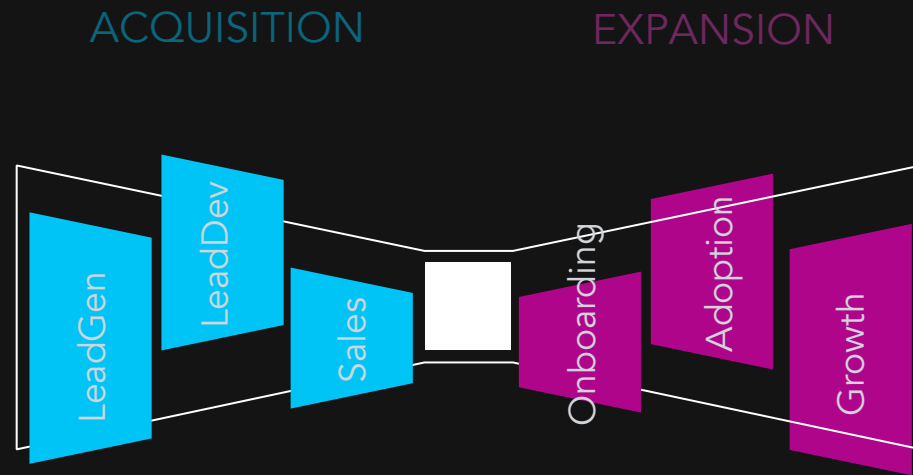 ACQUISITION
EXPANSION
LeadGen
LeadDev
Sales
Onboarding
Adoption
Growth